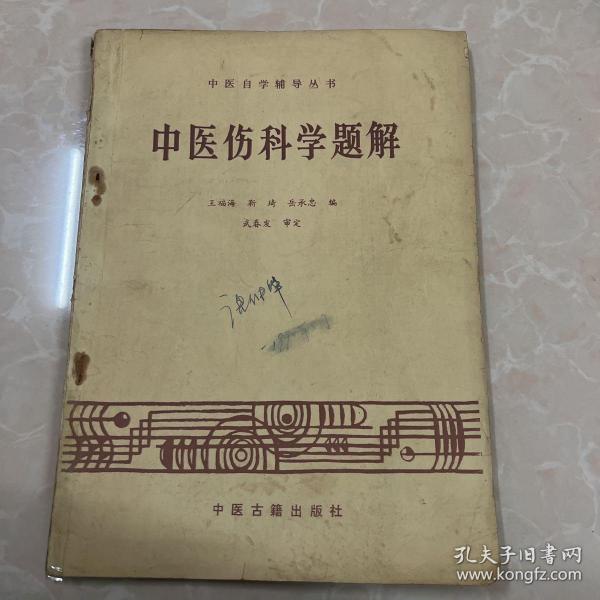 中医自学辅导丛书
中医伤科学题解
王福海 靳 琦 岳承忠 编
武春发 审定
中医古籍出版社
孔夫子旧书网
www.kongfz.com